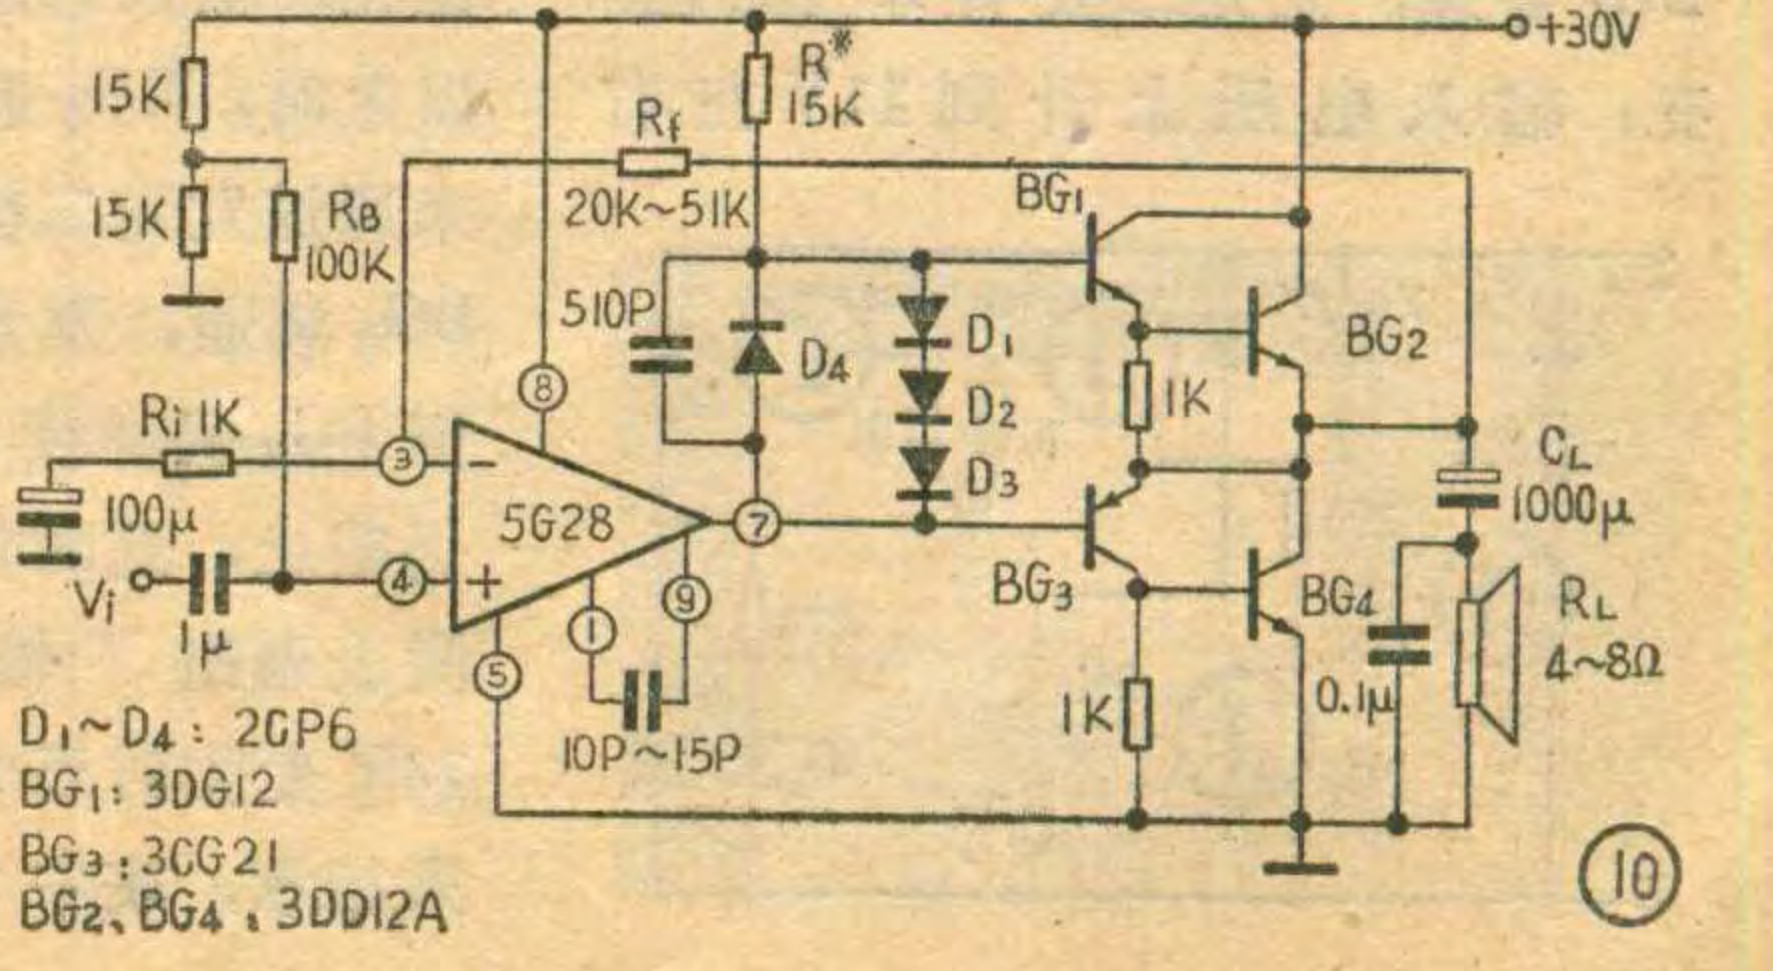 +30V
R*
15K
15K
Rf
20K~51K
15K
RB
100K
BG1
510P
D4
D1
D2
D3
BG2
1K
8
Ri 1K
3
−
5G28
7
CL
1000μ
100μ
Vi
1μ
4
+
BG3
BG4
RL
4~8Ω
1
9
5
0.1μ
1K
10P~15P
D1~D4: 2CP6
BG1: 3DG12
BG3: 3CG21
BG2、BG4: 3DD12A
10